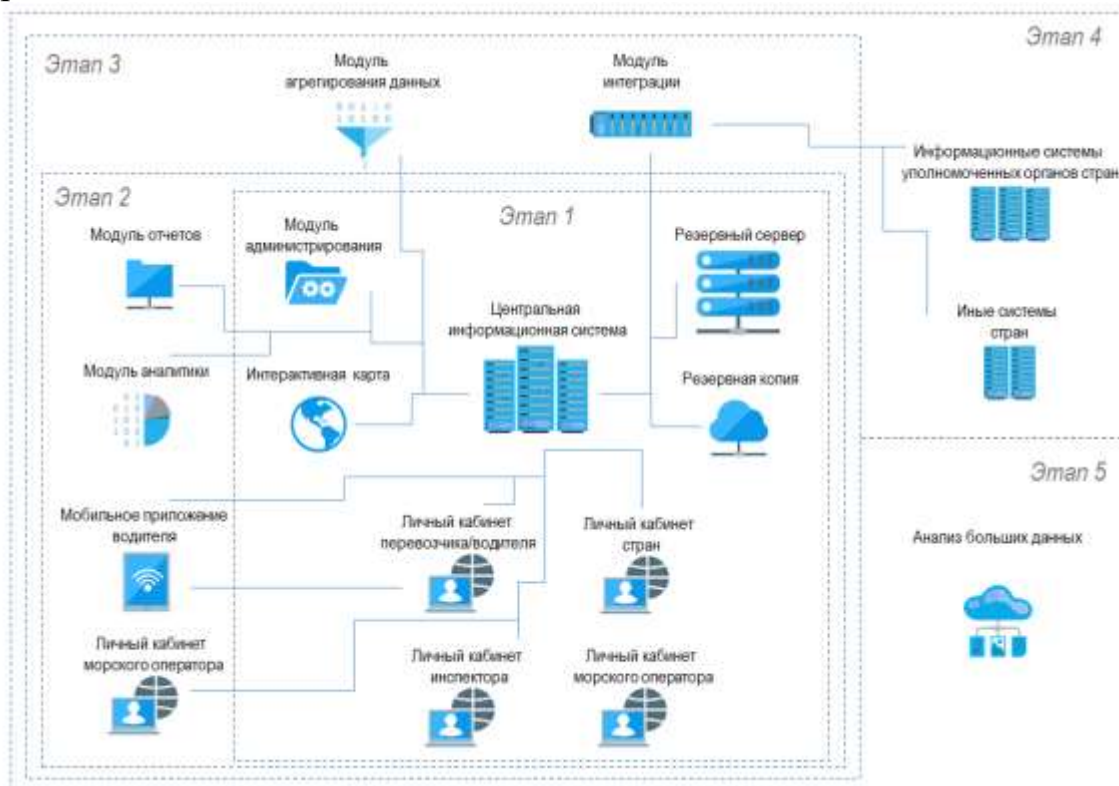 Этап 4
Этап 3
Модуль
агрегирования данных
Модуль
интеграции
Информационные системы
уполномоченных органов стран
Этап 2
Этап 1
Модуль отчетов
Модуль
администрирования
Резервный сервер
Центральная
информационная система
Иные системы
стран
Модуль аналитики
Интерактивная карта
Резервная копия
Этап 5
Мобильное приложение
водителя
Личный кабинет
перевозчика/водителя
Личный кабинет
стран
Анализ больших данных
Личный кабинет
морского оператора
Личный кабинет
инспектора
Личный кабинет
морского оператора